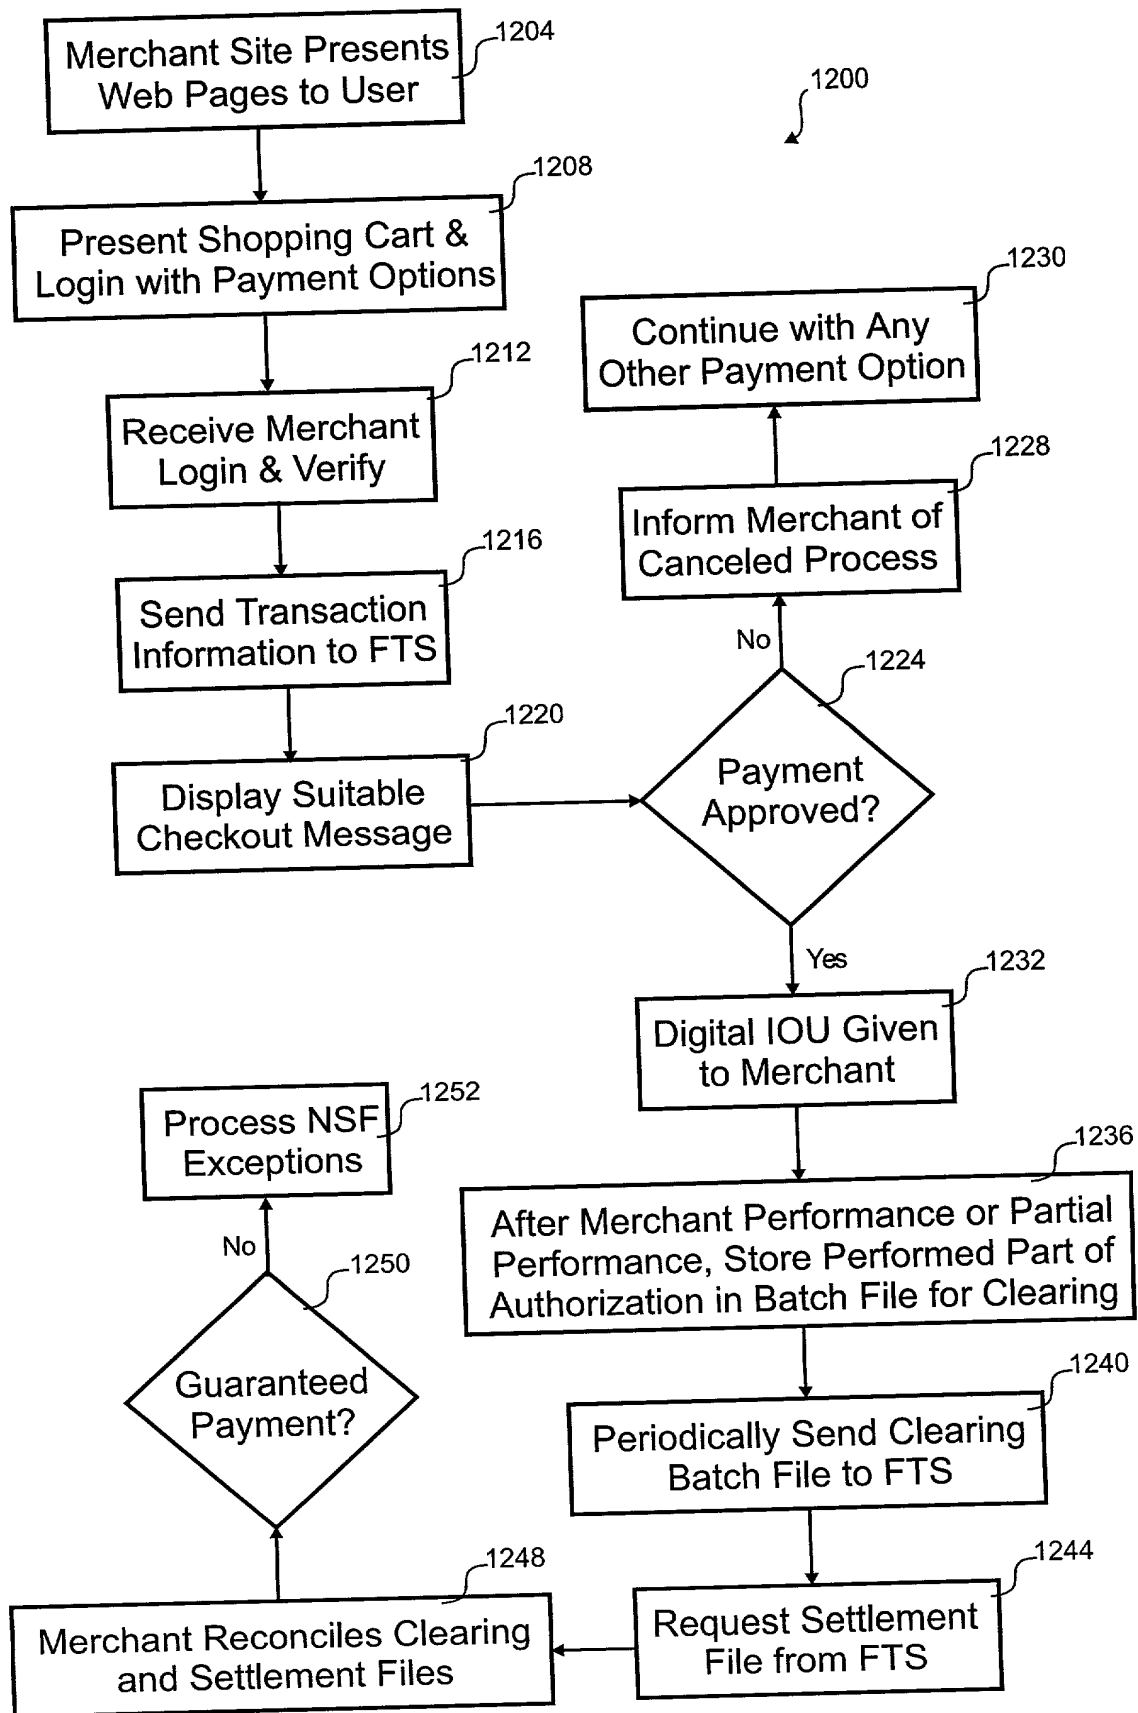 1204
Merchant Site Presents
Web Pages to User
1200
1208
Present Shopping Cart &
Login with Payment Options
1212
Receive Merchant
Login & Verify
1216
Send Transaction
Information to FTS
1220
Display Suitable
Checkout Message
1230
Continue with Any
Other Payment Option
1228
Inform Merchant of
Canceled Process
No
1224
Payment
Approved?
Yes
1232
Digital IOU Given
to Merchant
1236
After Merchant Performance or Partial
Performance, Store Performed Part of
Authorization in Batch File for Clearing
1240
Periodically Send Clearing
Batch File to FTS
1244
Request Settlement
File from FTS
1248
Merchant Reconciles Clearing
and Settlement Files
1250
Guaranteed
Payment?
No
1252
Process NSF
Exceptions